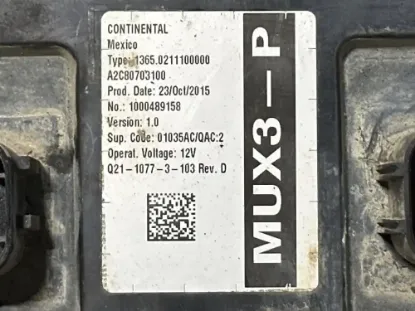 CONTINENTAL
Mexico
Type: 1365.0211100000
A2C80703100
Prod. Date: 23/Oct/2015
No.: 1000489158
Version: 1.0
Sup. Code: 01035AC/QAC:2
Operat. Voltage: 12V
Q21-1077-3-103 Rev. D
MUX3-P